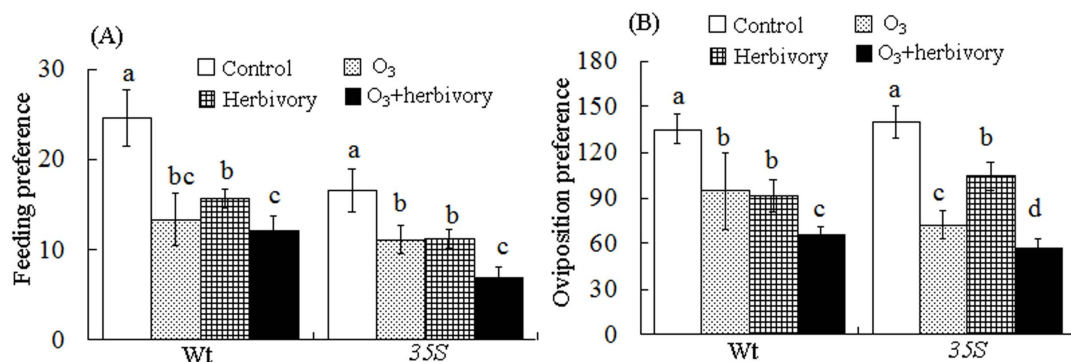 (A)
Control O3
Herbivory O3+herbivory
Feeding preference
30
20
10
0
a
bc
b
c
a
b
b
c
Wt 35S
(B)
Control O3
Herbivory O3+herbivory
Oviposition preference
180
150
120
90
60
30
0
a
b
b
c
a
c
b
d
Wt 35S